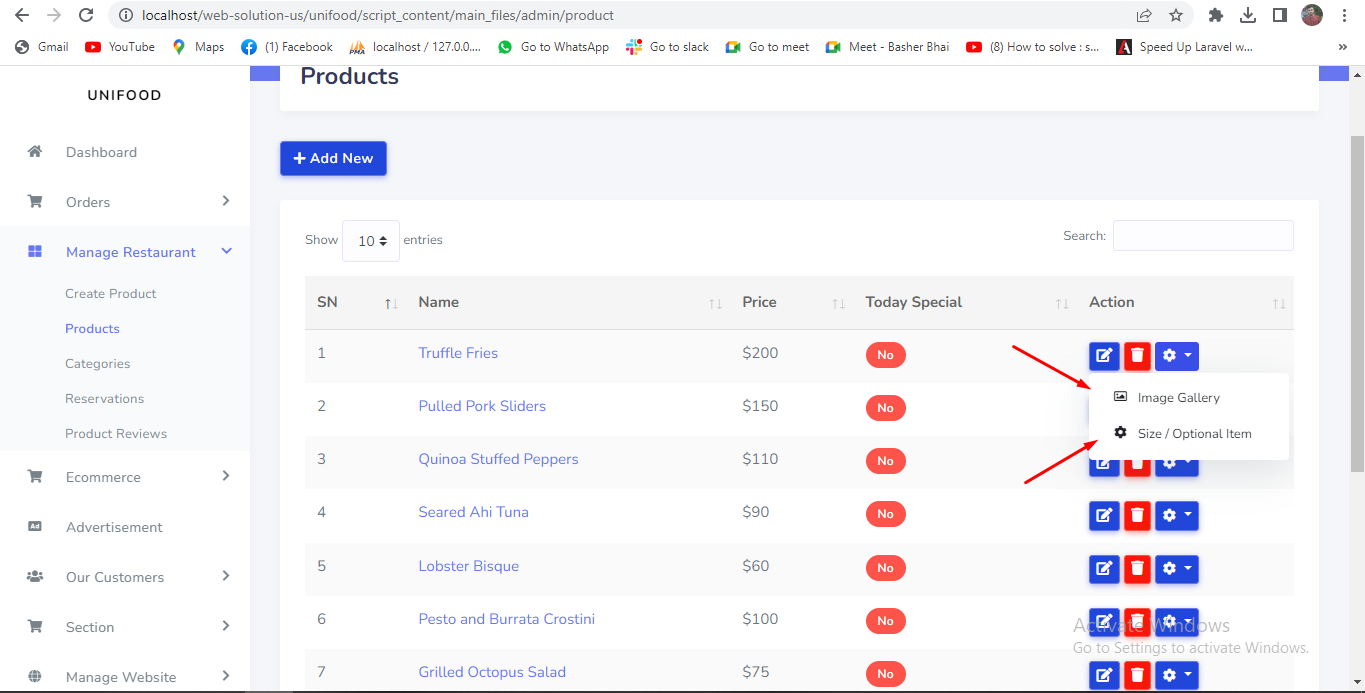 localhost/web-solution-us/unifood/script_content/main_files/admin/product
Gmail YouTube Maps (1) Facebook localhost / 127.0.0.... Go to WhatsApp Go to slack Go to meet Meet - Basher Bhai (8) How to solve : s... Speed Up Laravel w... »
UNIFOOD
Dashboard
Orders
Manage Restaurant
Create Product
Products
Categories
Reservations
Product Reviews
Ecommerce
Advertisement
Our Customers
Section
Manage Website
Products
+ Add New
Show 10 entries
Search:
SN Name Price Today Special Action
1 Truffle Fries $200 No
Image Gallery
Size / Optional Item
2 Pulled Pork Sliders $150 No
3 Quinoa Stuffed Peppers $110 No
4 Seared Ahi Tuna $90 No
5 Lobster Bisque $60 No
6 Pesto and Burrata Crostini $100 No
7 Grilled Octopus Salad $75 No
Activate Windows
Go to Settings to activate Windows.